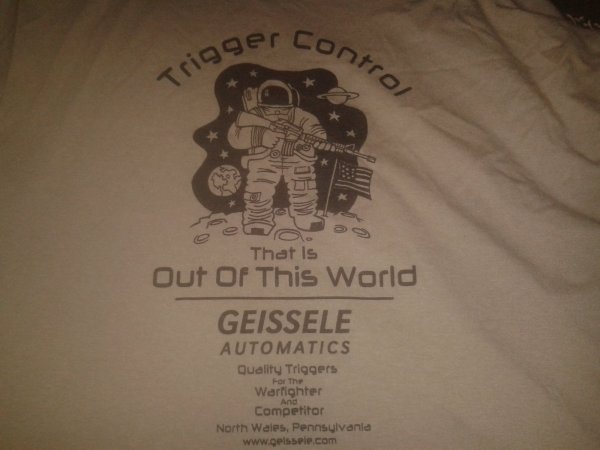 Trigger Control
That Is
Out Of This World
GEISSELE
AUTOMATICS
Quality Triggers
For The
Warfighter
And
Competitor
North Wales, Pennsylvania
www.geissele.com